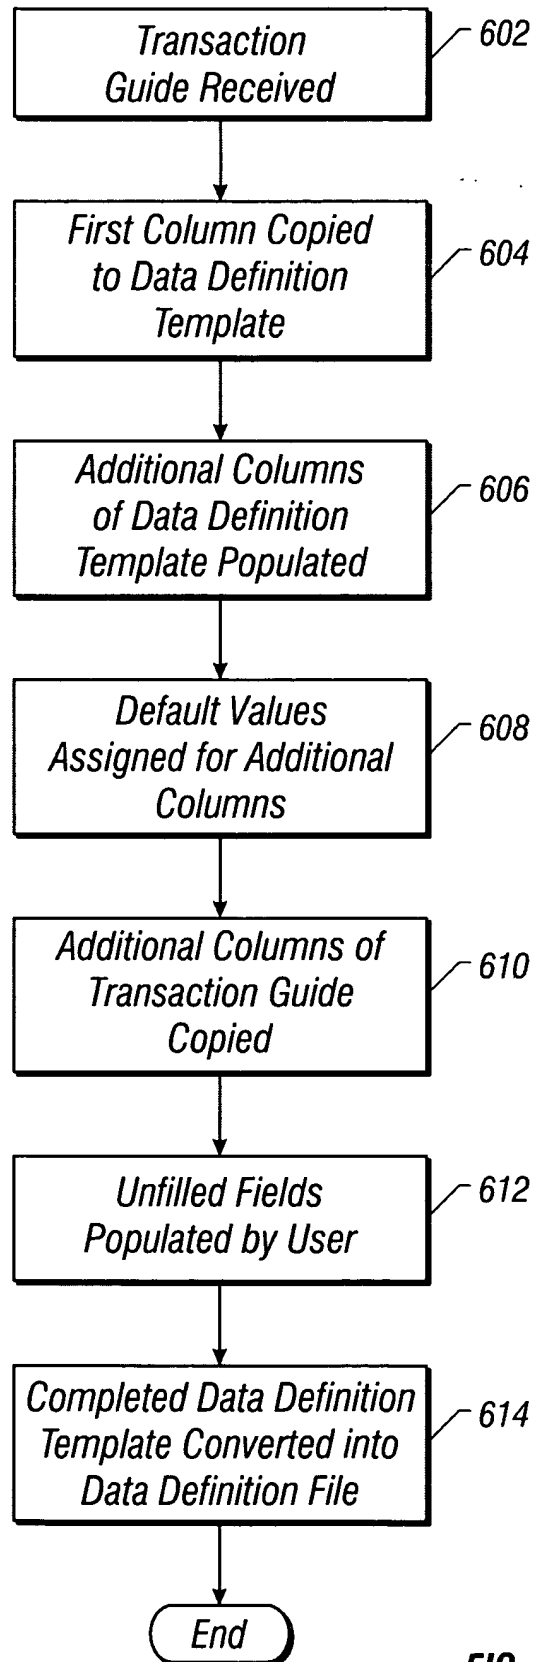 Transaction
Guide Received
602
First Column Copied
to Data Definition
Template
604
Additional Columns
of Data Definition
Template Populated
606
Default Values
Assigned for Additional
Columns
608
Additional Columns of
Transaction Guide
Copied
610
Unfilled Fields
Populated by User
612
Completed Data Definition
Template Converted into
Data Definition File
614
End